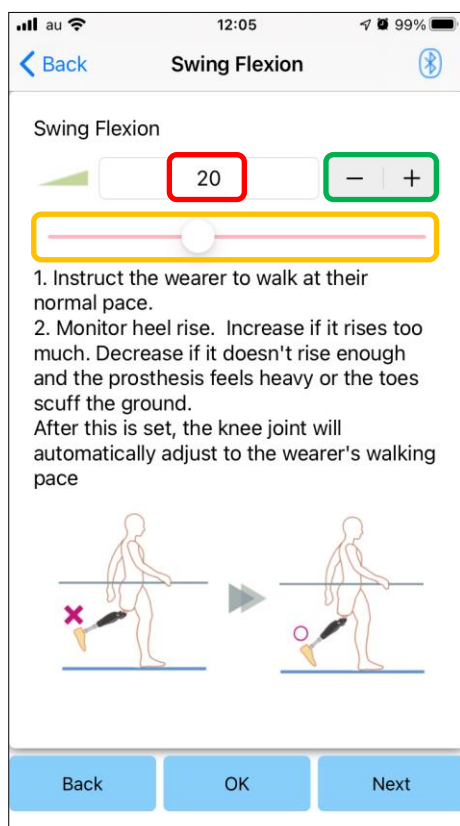 au 12:05 99%
Back Swing Flexion
Swing Flexion
20 − +
1. Instruct the wearer to walk at their
normal pace.
2. Monitor heel rise.  Increase if it rises too
much. Decrease if it doesn't rise enough
and the prosthesis feels heavy or the toes
scuff the ground.
After this is set, the knee joint will
automatically adjust to the wearer's walking
pace
Back OK Next